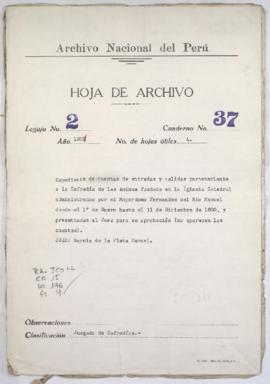 Archivo Nacional del Perú
HOJA DE ARCHIVO
Legajo No. 2 Cuaderno No. 37
Año No. de hojas útiles 4.
Expediente de cuentas de entradas y salidas perteneciente
a la Cofradía de las Animas fundada en la Iglesia Catedral
administrada por el Mayordomo Fernandez del Rio Manuel
desde el 1° de Enero hasta el 31 de Diciembre de 1800, y
presentadas al Juez para su aprobación (no aparecen las
cuentas).
JUEZ: García de la Plata Manuel.
Observaciones
Clasificación Juzgado de Cofradías.-